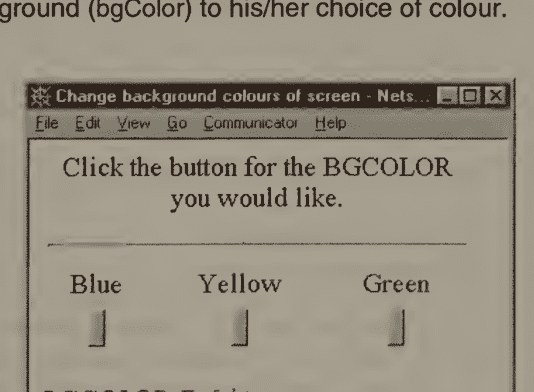 ground (bgColor) to his/her choice of colour.
Change background colours of screen - Nets...
File Edit View Go Communicator Help
Click the button for the BGCOLOR
you would like.
Blue Yellow Green